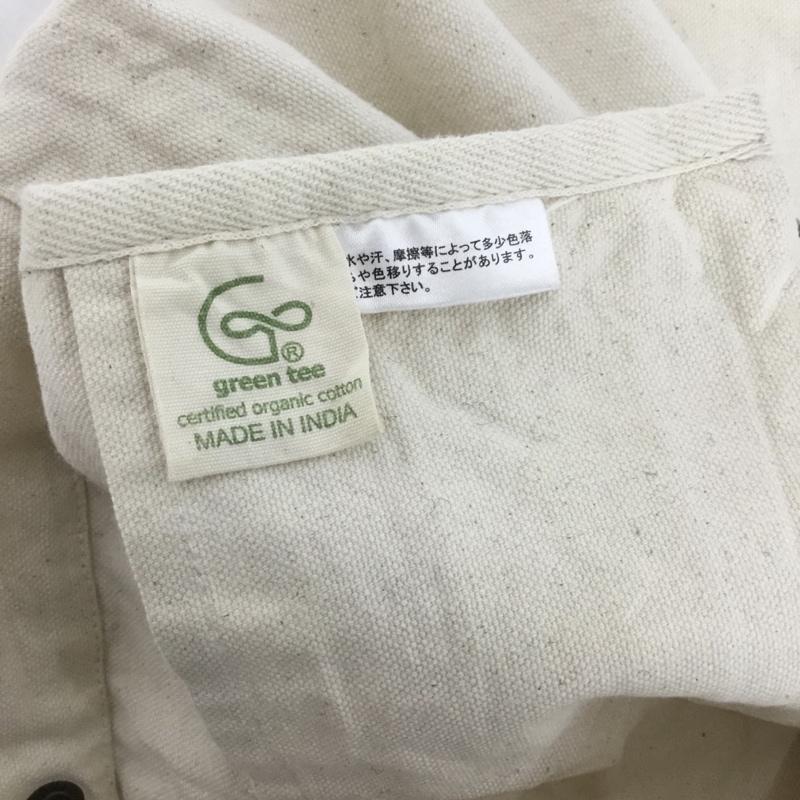 ®
green tee
certified organic cotton
MADE IN INDIA
水や汗、摩擦等によって多少色落
や色移りすることがあります。
注意下さい。